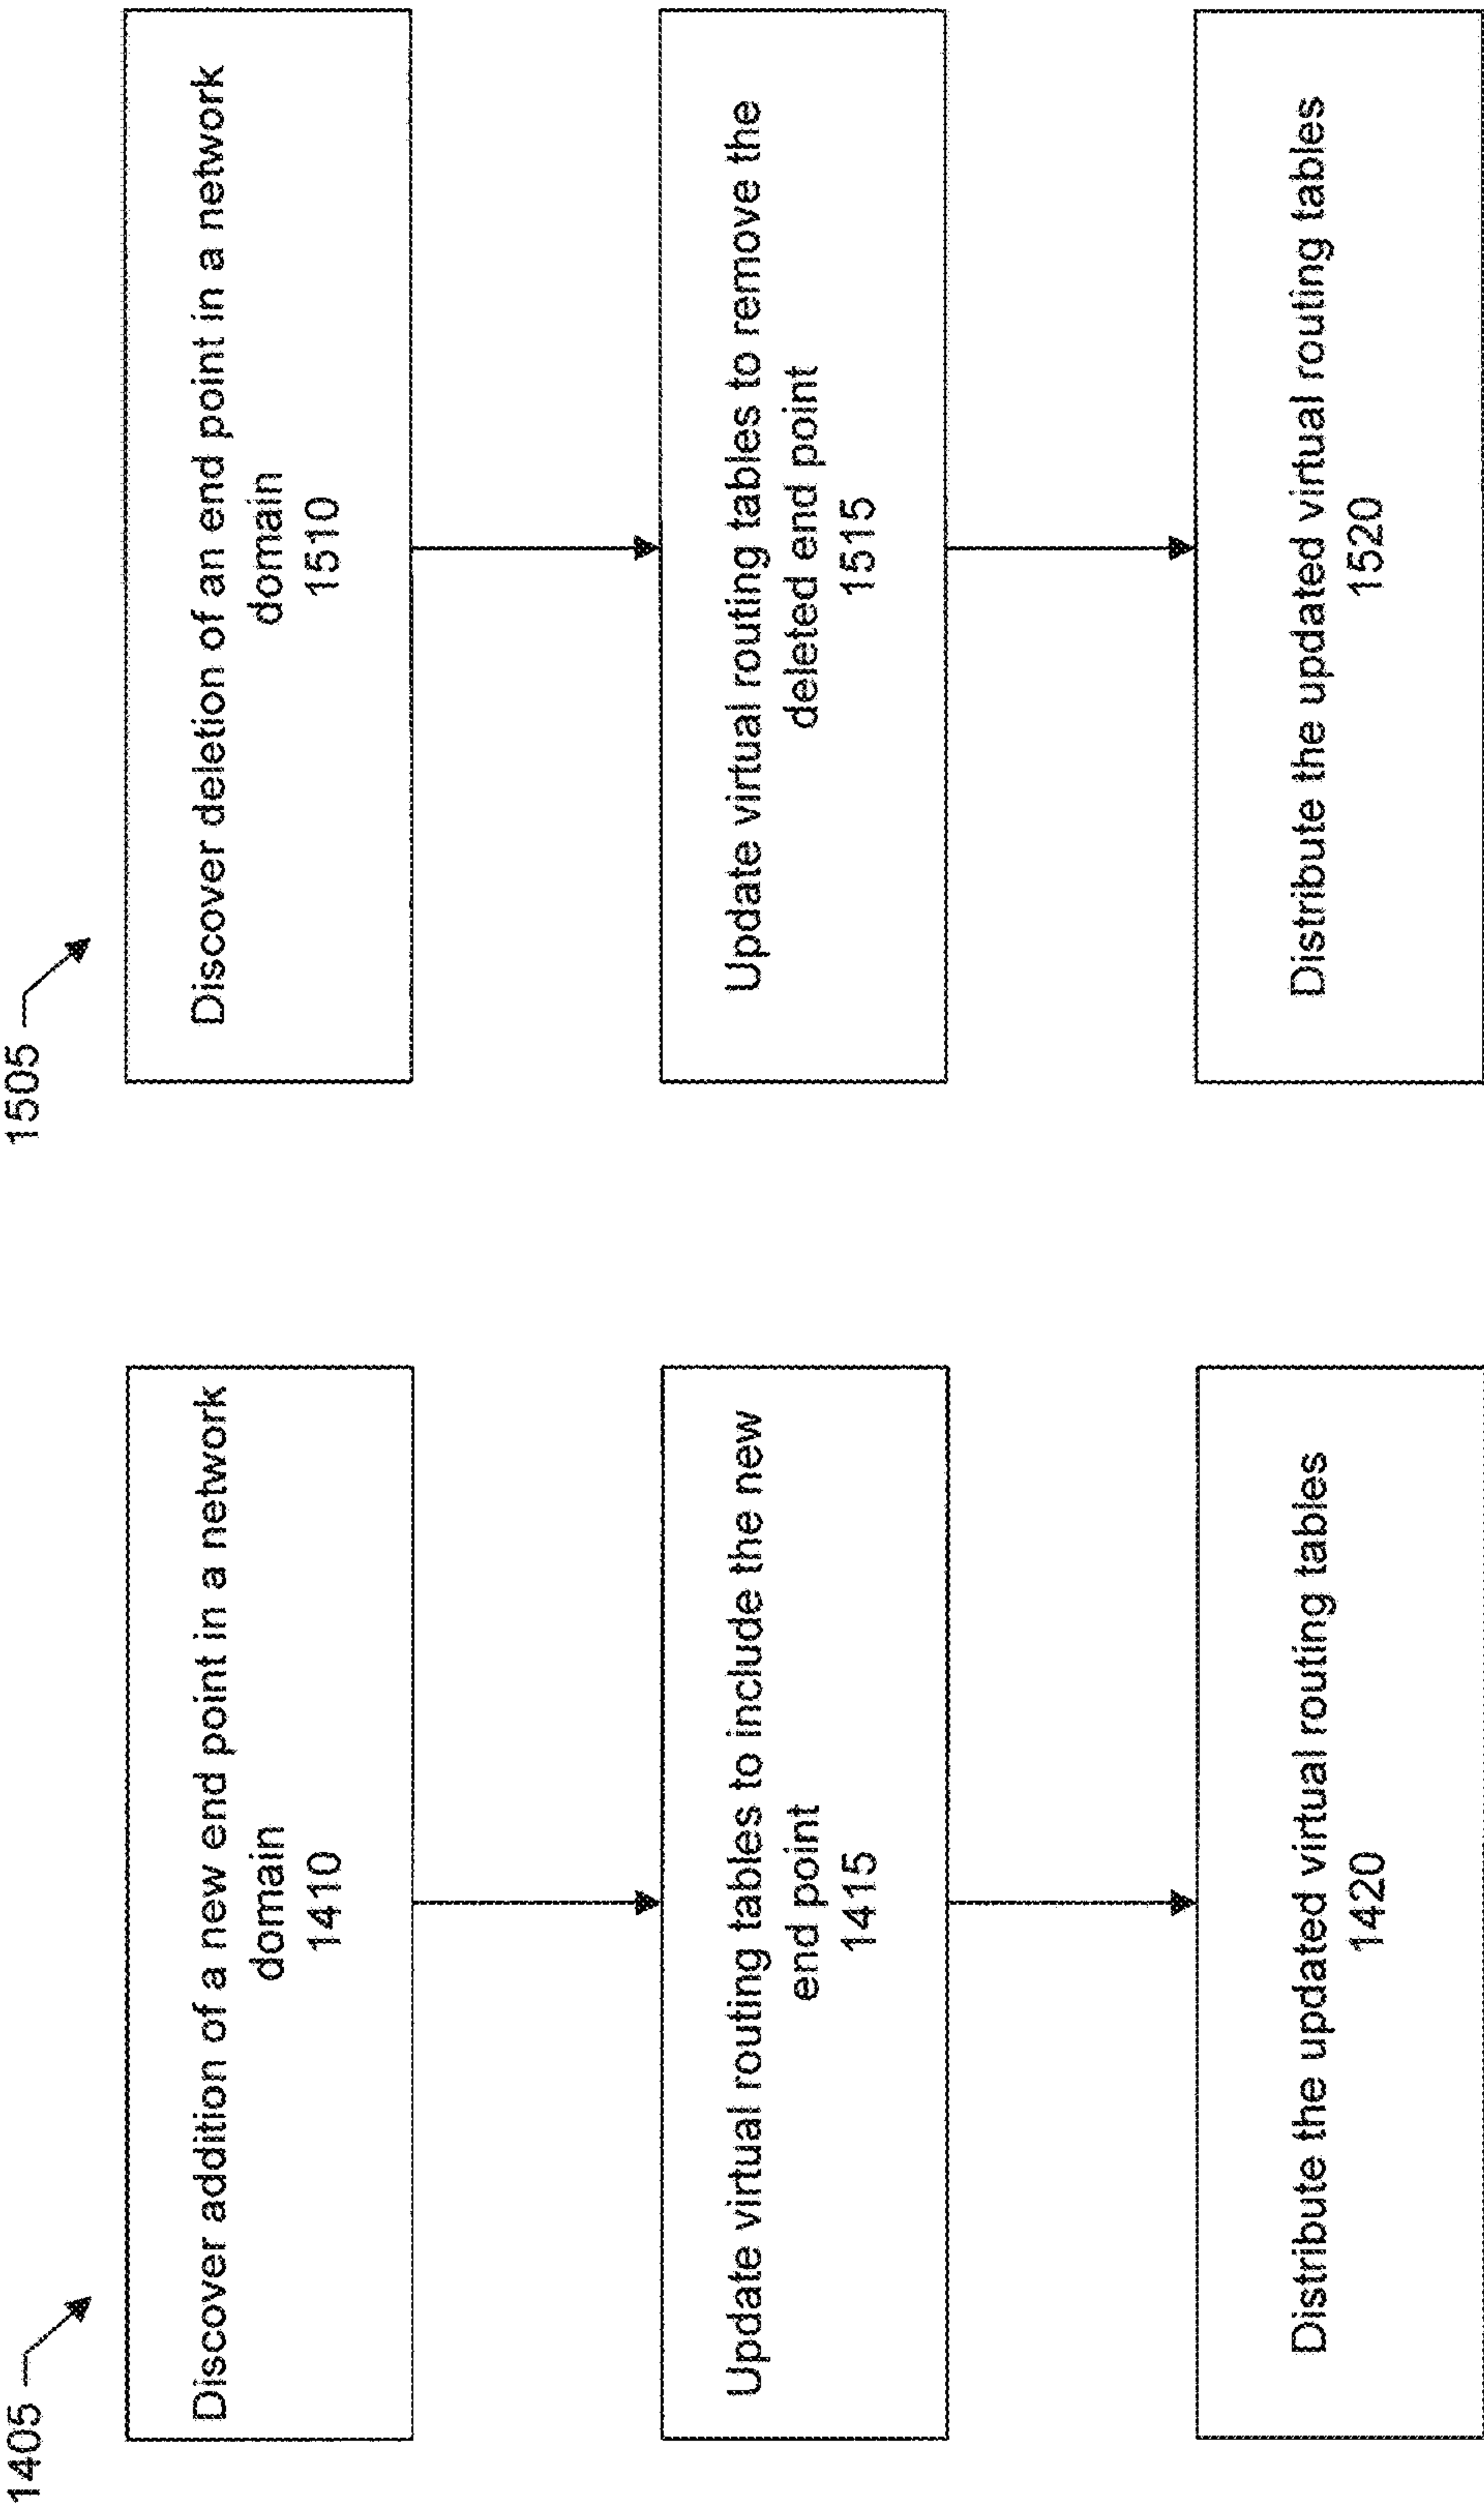 1405
Discover addition of a new end point in a network
domain
1410
Update virtual routing tables to include the new
end point
1415
Distribute the updated virtual routing tables
1420
1505
Discover deletion of an end point in a network
domain
1510
Update virtual routing tables to remove the
deleted end point
1515
Distribute the updated virtual routing tables
1520